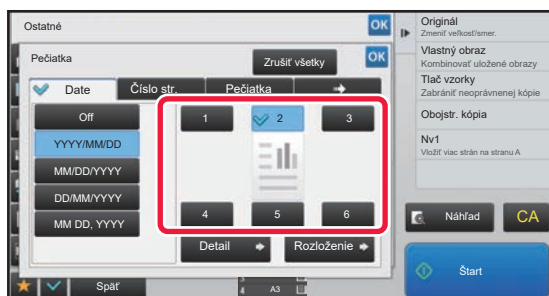 Ostatné
OK
Pečiatka
Zrušiť všetky
OK
Date
Číslo str.
Pečiatka
Off
YYYY/MM/DD
MM/DD/YYYY
DD/MM/YYYY
MM DD, YYYY
1
2
3
4
5
6
Detail
Rozloženie
Späť
A3
Originál
Zmeniť veľkosť/smer.
Vlastný obraz
Kombinovať uložené obrazy
Tlač vzorky
Zabrániť neoprávnenej kópie
Obojstr. kópia
Nv1
Vložiť viac strán na stranu A
Náhľad
CA
Štart